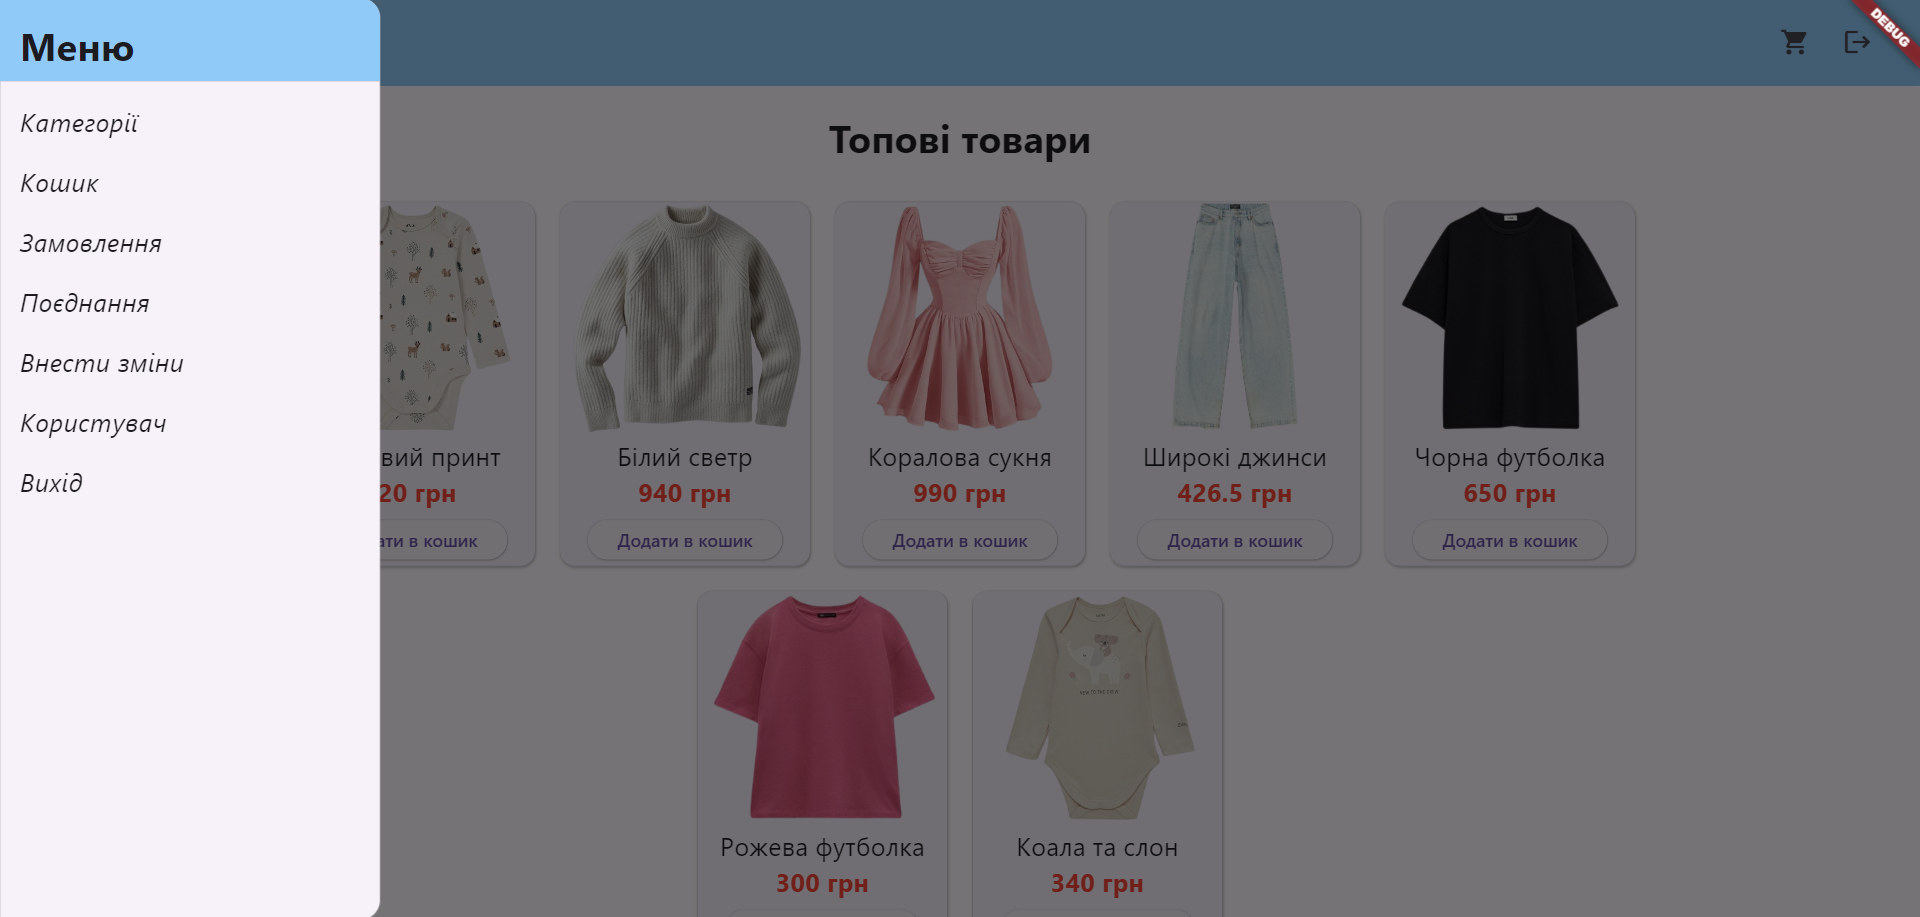 Меню
Категорії
Кошик
Замовлення
Поєднання
Внести зміни
Користувач
Вихід
DEBUG
Топові товари
вий принт
20 грн
ати в кошик
Білий светр
940 грн
Додати в кошик
Коралова сукня
990 грн
Додати в кошик
Широкі джинси
426.5 грн
Додати в кошик
Чорна футболка
650 грн
Додати в кошик
Рожева футболка
300 грн
Коала та слон
340 грн